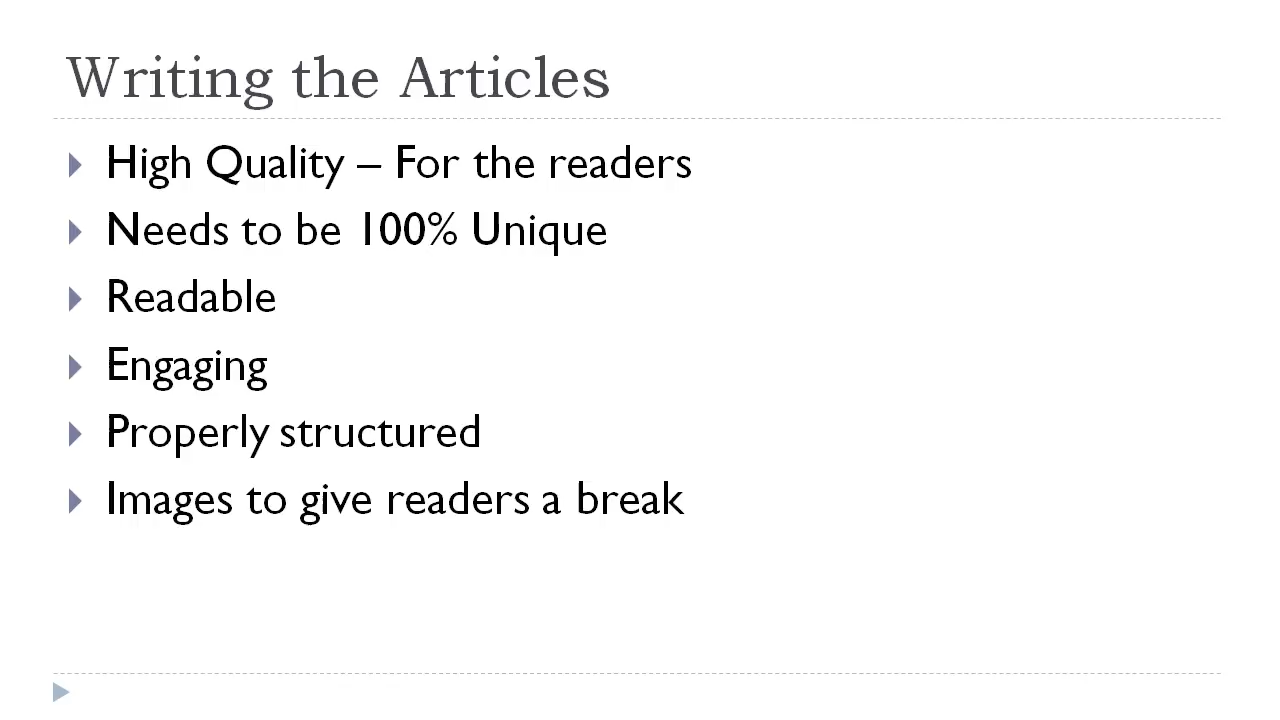 Writing the Articles
High Quality – For the readers
Needs to be 100% Unique
Readable
Engaging
Properly structured
Images to give readers a break